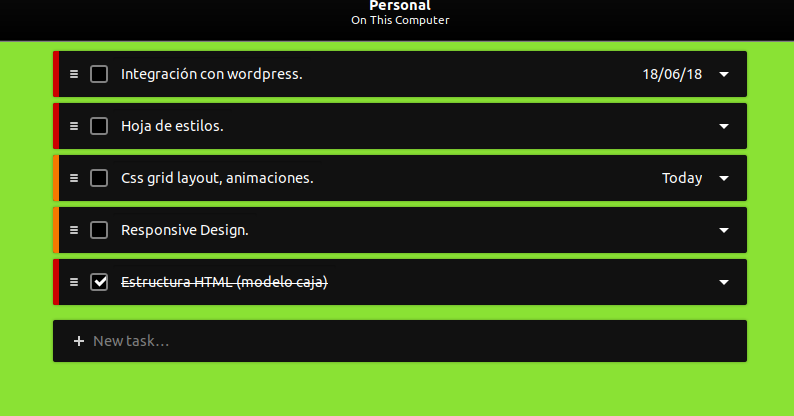 Personal
On This Computer
Integración con wordpress.
18/06/18
Hoja de estilos.
Css grid layout, animaciones.
Today
Responsive Design.
Estructura HTML (modelo caja)
New task...